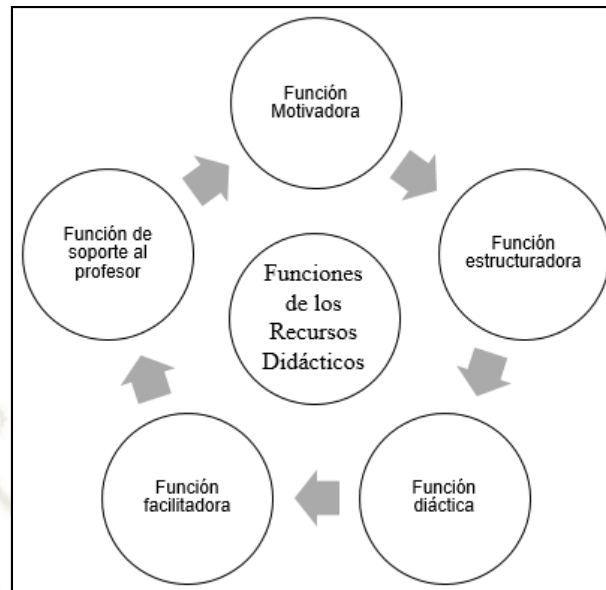 Función
Motivadora
Función
estructuradora
Función
diáctica
Función
facilitadora
Función de
soporte al
profesor
Funciones
de los
Recursos
Didácticos